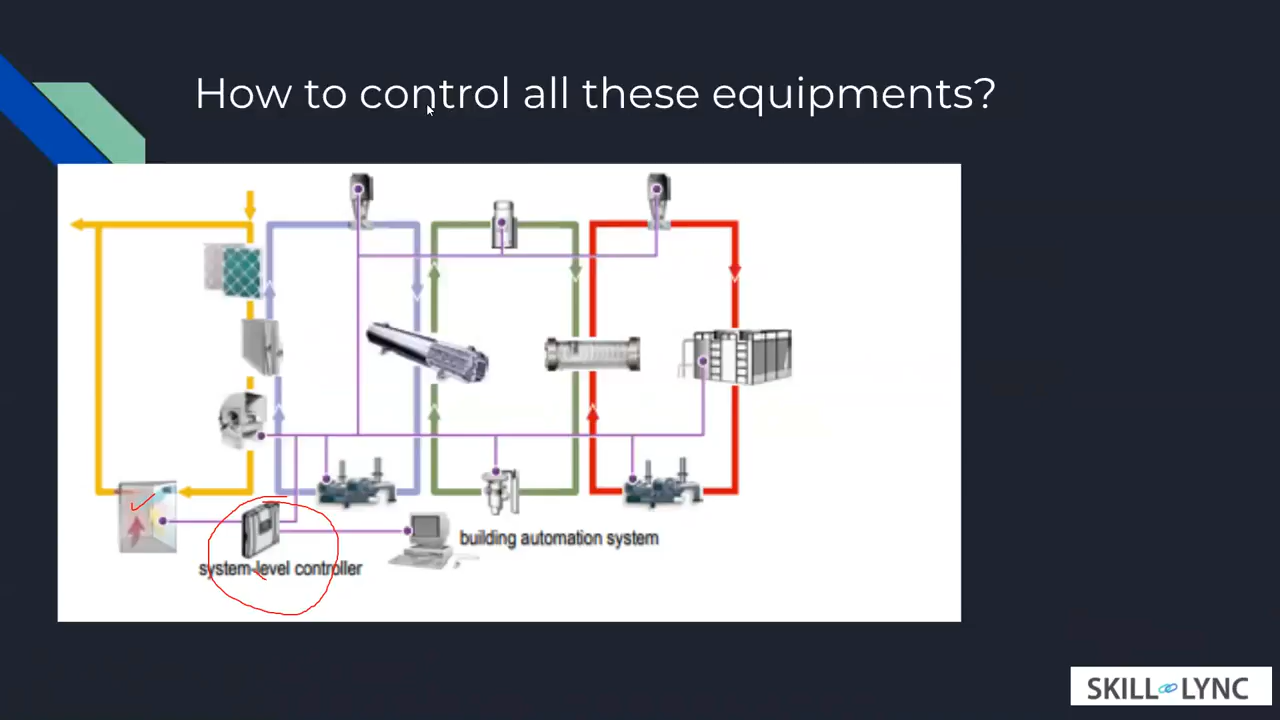 How to control all these equipments?
building automation system
system-level controller
SKILL LYNC